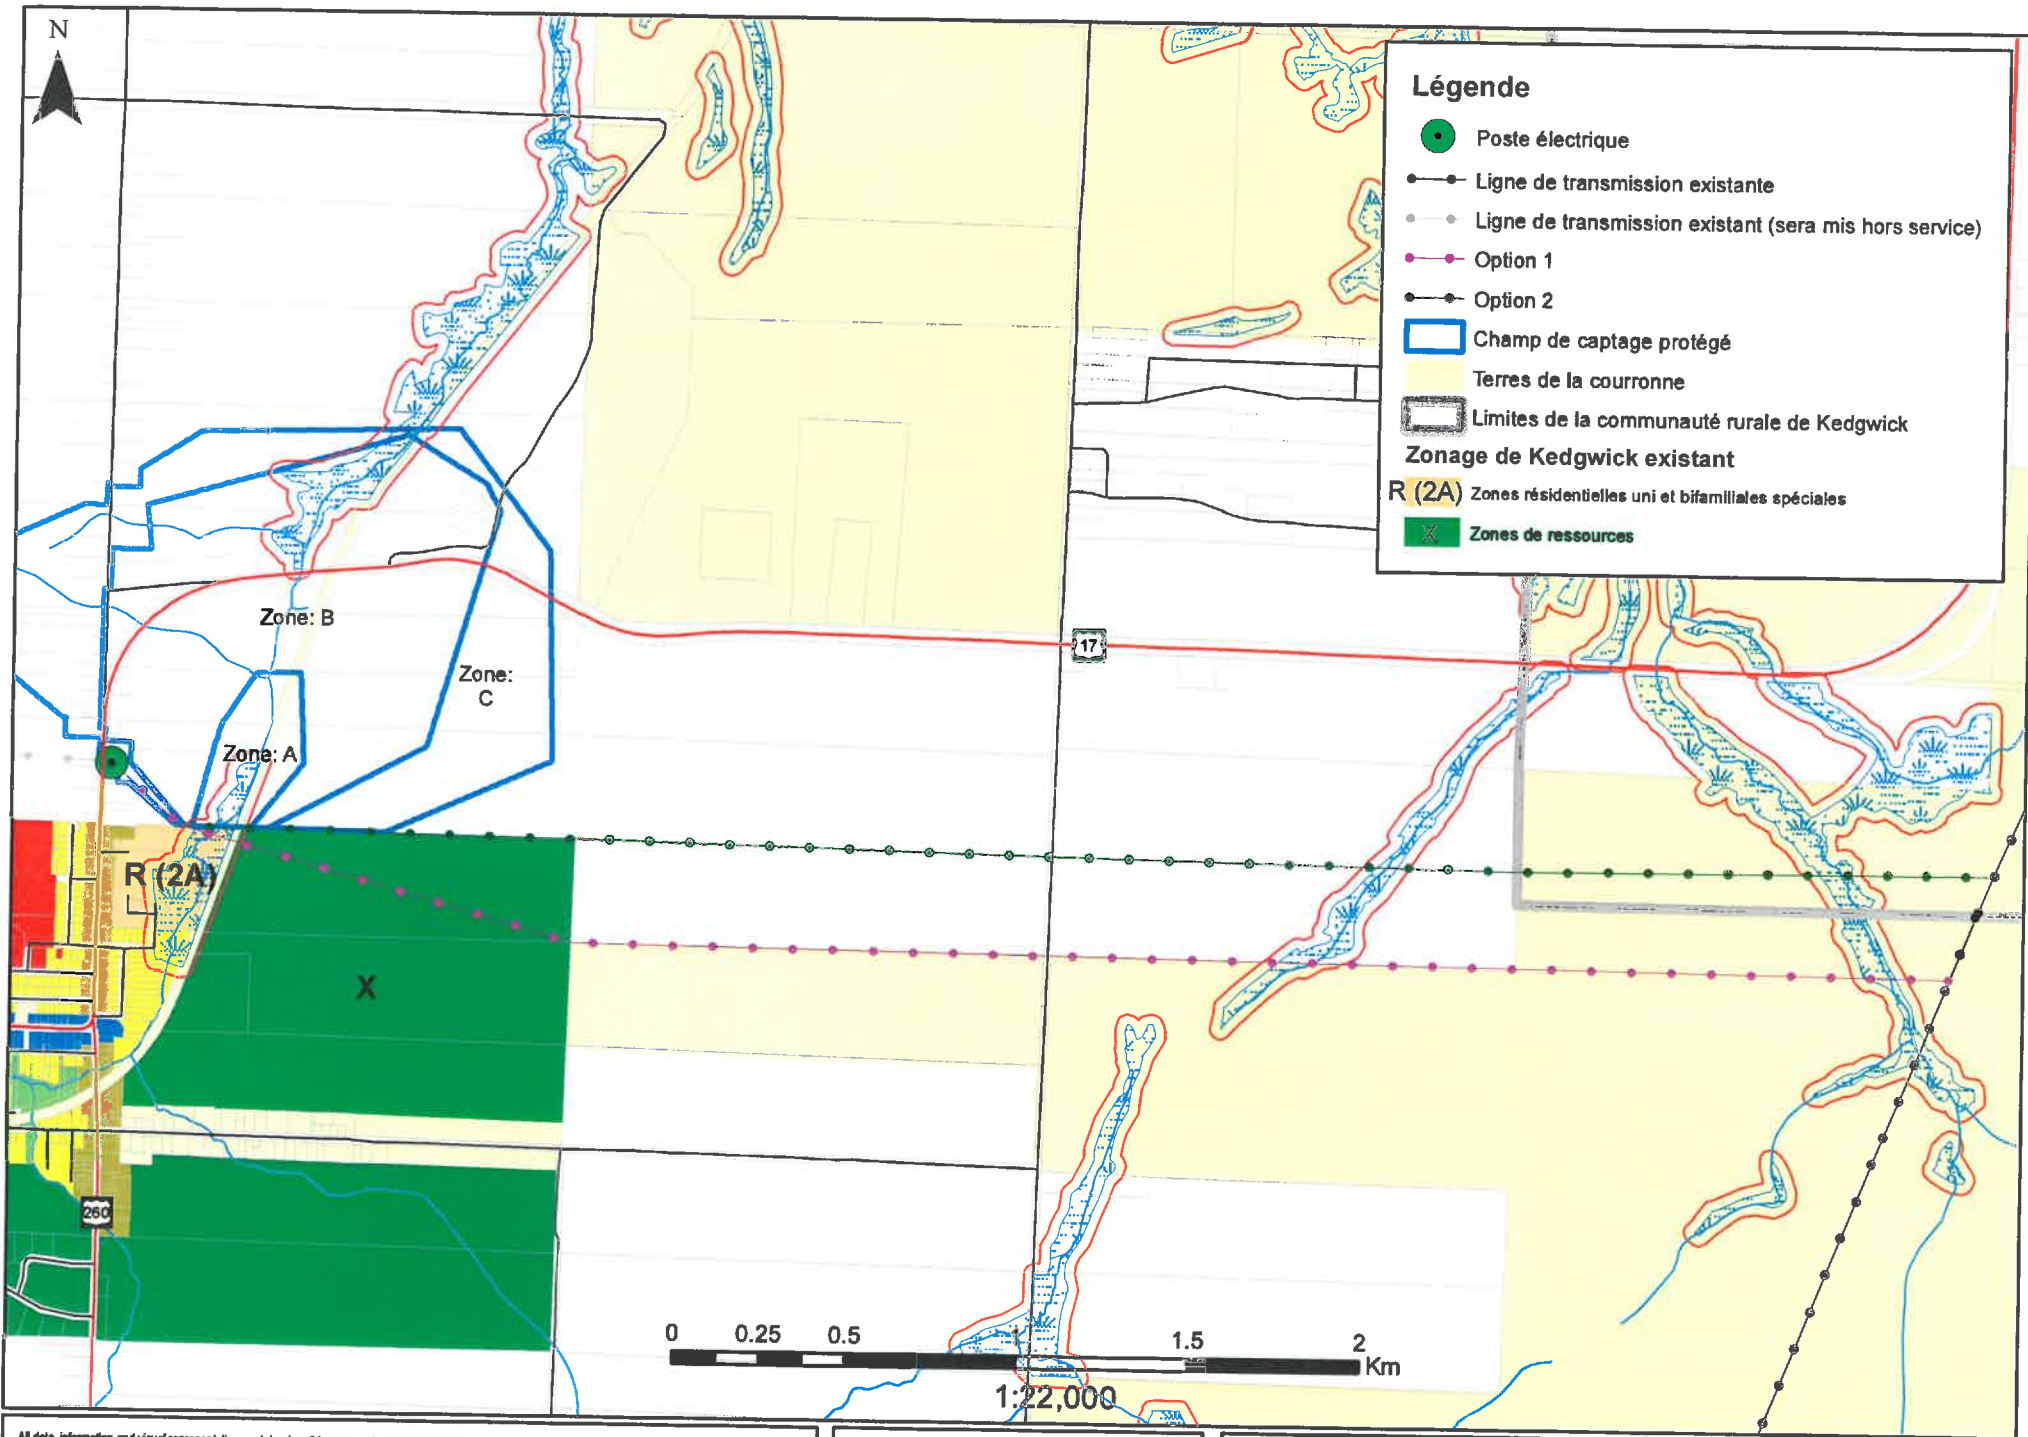 N
Légende
Poste électrique
Ligne de transmission existante
Ligne de transmission existant (sera mis hors service)
Option 1
Option 2
Champ de captage protégé
Terres de la courronne
Limites de la communauté rurale de Kedgwick
Zonage de Kedgwick existant
R (2A) Zones résidentielles uni et bifamiliales spéciales
X Zones de ressources
Zone: B
17
Zone:
C
Zone: A
R (2A)
X
260
0 0.25 0.5 1 1.5 2
Km
1:22,000